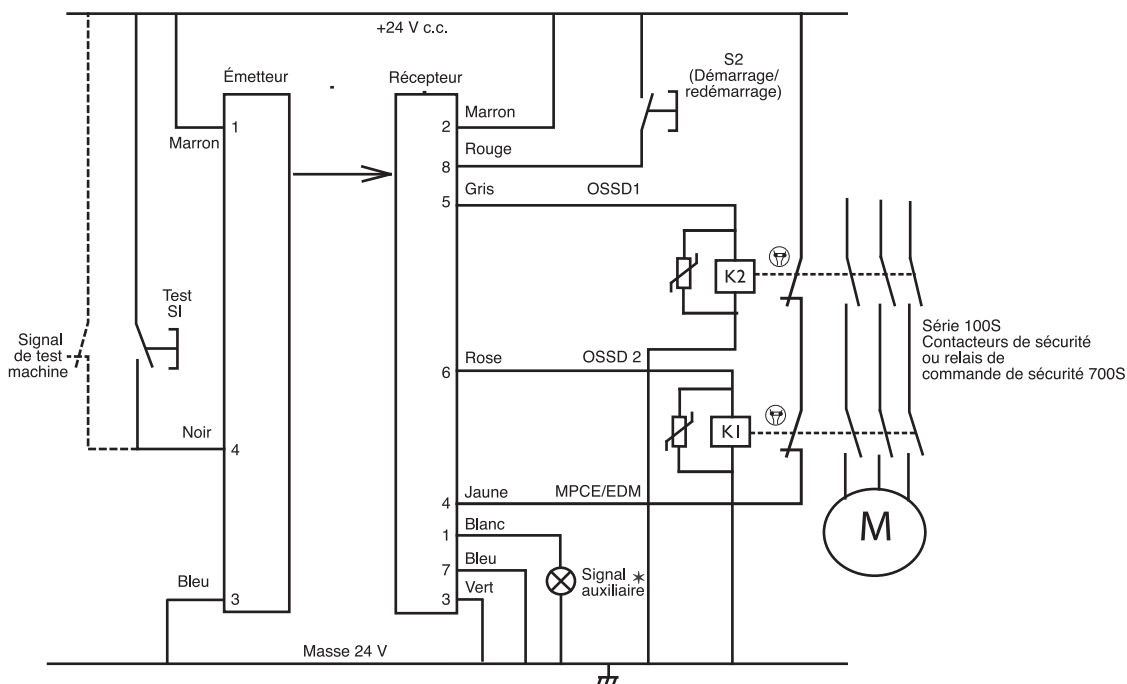 +24 V c.c.
Émetteur
Récepteur
S2
(Démarrage/
redémarrage)
1
Marron
2
Marron
8
Rouge
5
Gris
OSSD1
K2
Test
SI
Signal
de test
machine
Série 100S
Contacteurs de sécurité
ou relais de
commande de sécurité 700S
6
Rose
OSSD 2
K1
Noir
4
4
Jaune
MPCE/EDM
M
1
Blanc
7
Bleu
Signal *
auxiliaire
Bleu
3
3
Vert
Masse 24 V